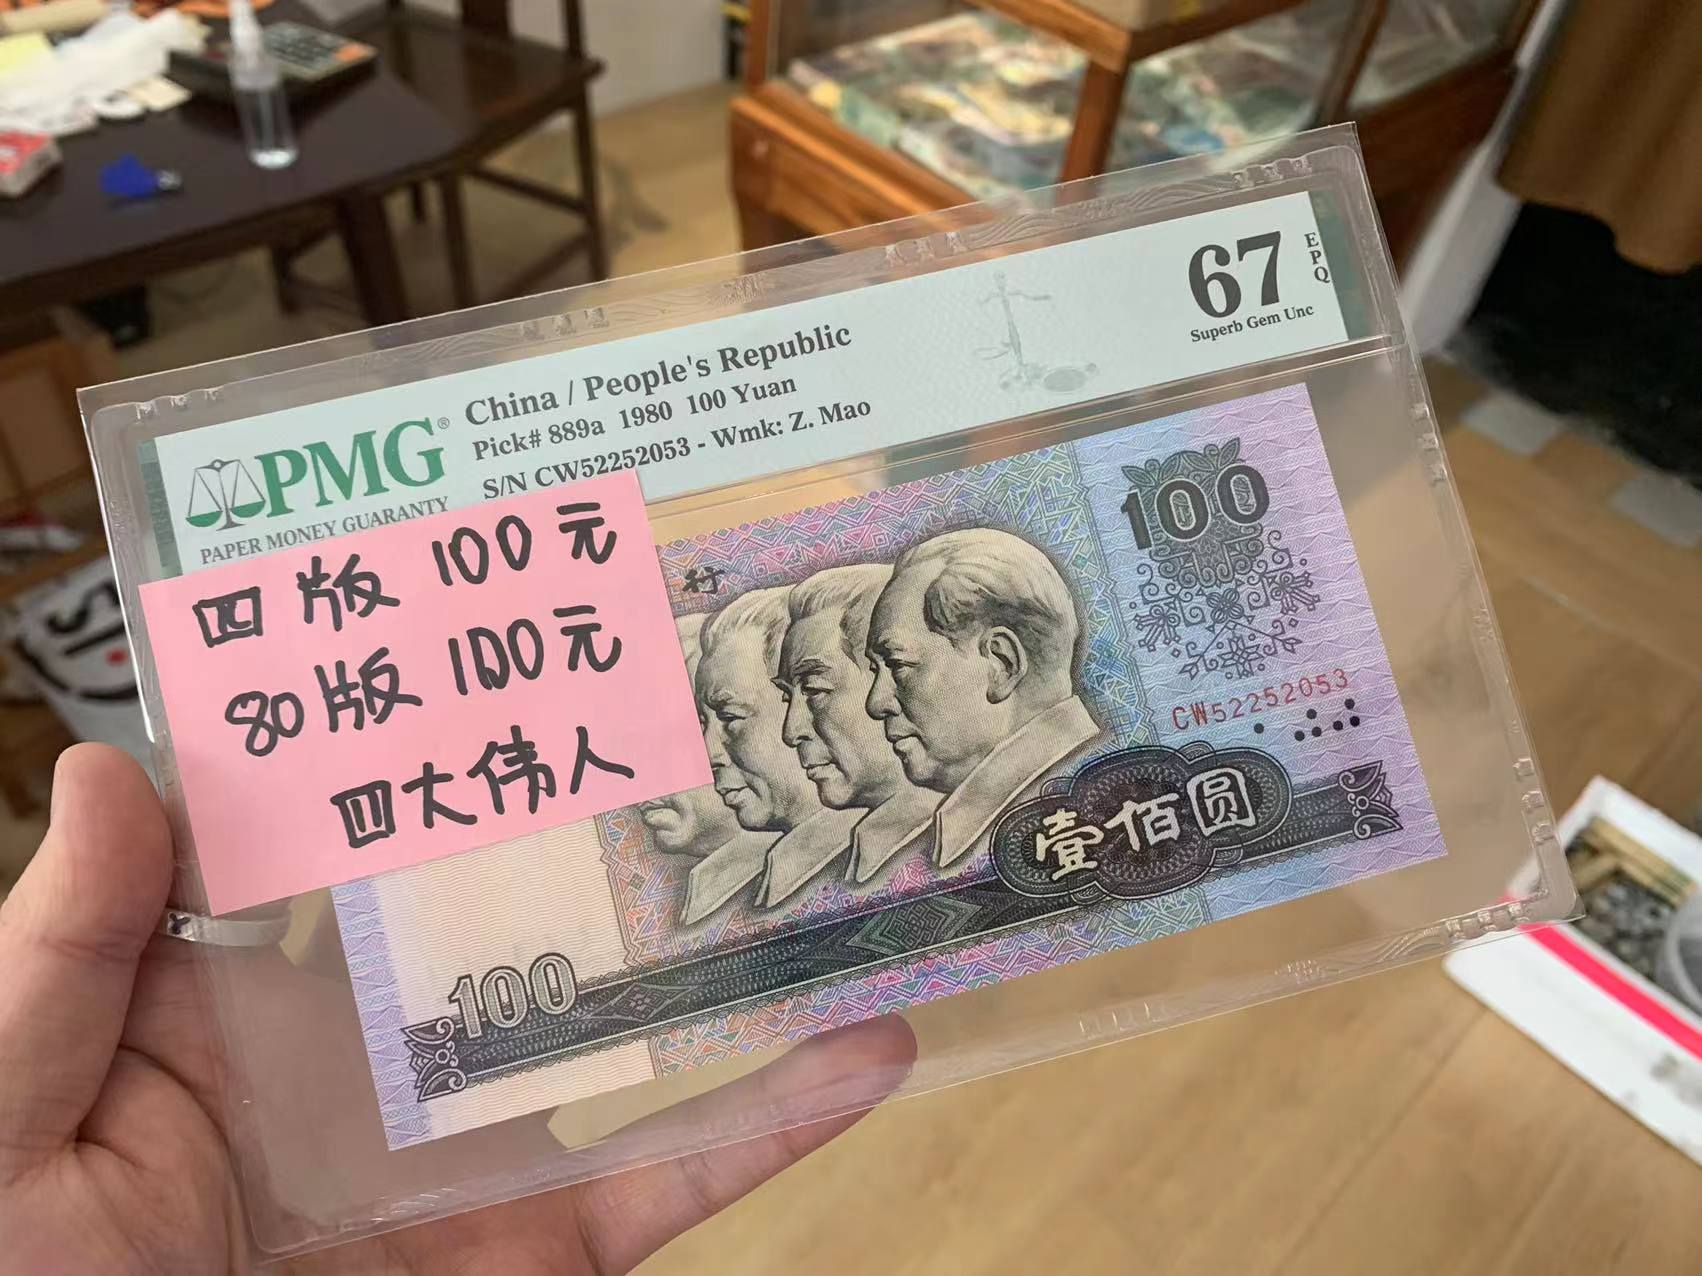 China / People's Republic
Pick# 889a 1980 100 Yuan
S/N CW52252053 - Wmk: Z. Mao
67
EPQ
Superb Gem Unc
PMG®
PAPER MONEY GUARANTY
四版 100元
80版 100元
四大伟人
行
100
CW52252053
壹佰圆
100